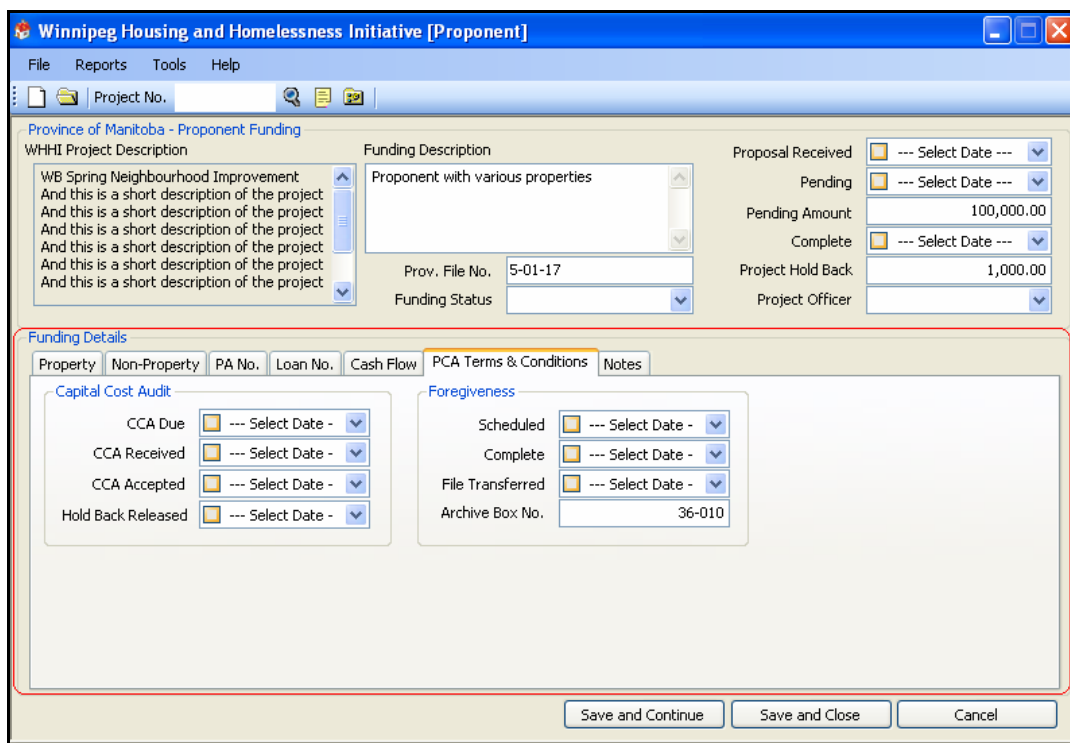 Winnipeg Housing and Homelessness Initiative [Proponent]
File Reports Tools Help
Project No.
Province of Manitoba - Proponent Funding
WHHI Project Description
WB Spring Neighbourhood Improvement
And this is a short description of the project
And this is a short description of the project
And this is a short description of the project
And this is a short description of the project
And this is a short description of the project
And this is a short description of the project
Funding Description
Proponent with various properties
Prov. File No. 5-01-17
Funding Status
Proposal Received --- Select Date ---
Pending --- Select Date ---
Pending Amount 100,000.00
Complete --- Select Date ---
Project Hold Back 1,000.00
Project Officer
Funding Details
Property Non-Property PA No. Loan No. Cash Flow PCA Terms & Conditions Notes
Capital Cost Audit
CCA Due --- Select Date -
CCA Received --- Select Date -
CCA Accepted --- Select Date -
Hold Back Released --- Select Date -
Foregiveness
Scheduled --- Select Date -
Complete --- Select Date -
File Transferred --- Select Date -
Archive Box No. 36-010
Save and Continue Save and Close Cancel